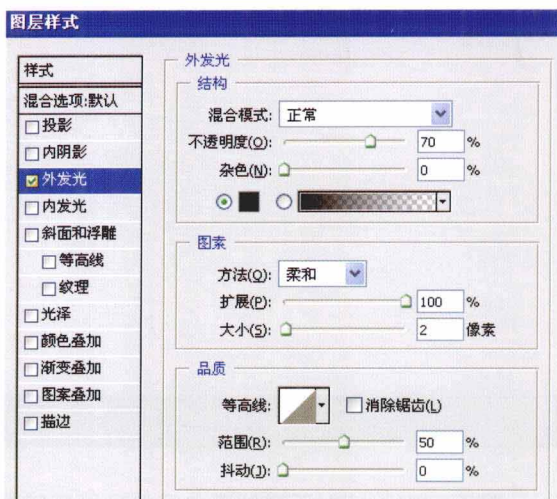 图层样式
样式
混合选项:默认
投影
内阴影
外发光
内发光
斜面和浮雕
等高线
纹理
光泽
颜色叠加
渐变叠加
图案叠加
描边
外发光
结构
混合模式: 正常
不透明度(O): 70 %
杂色(N): 0 %
图素
方法(Q): 柔和
扩展(P): 100 %
大小(S): 2 像素
品质
等高线: 消除锯齿(L)
范围(R): 50 %
抖动(J): 0 %